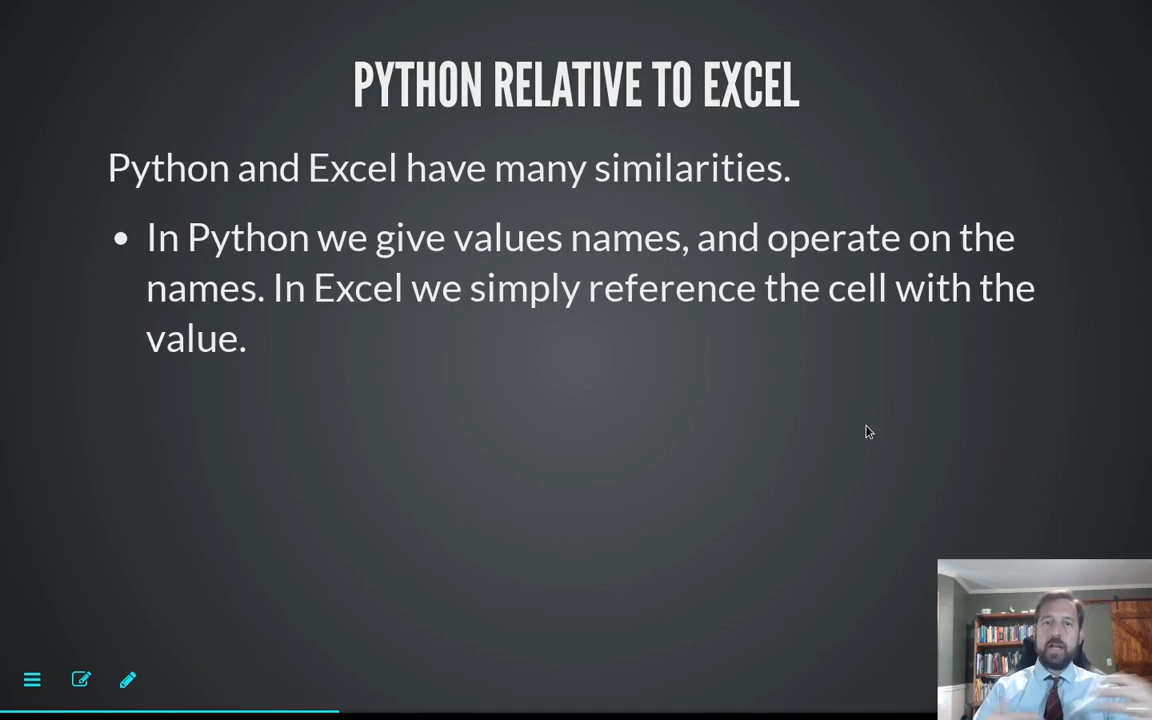 PYTHON RELATIVE TO EXCEL
Python and Excel have many similarities.
• In Python we give values names, and operate on the
names. In Excel we simply reference the cell with the
value.